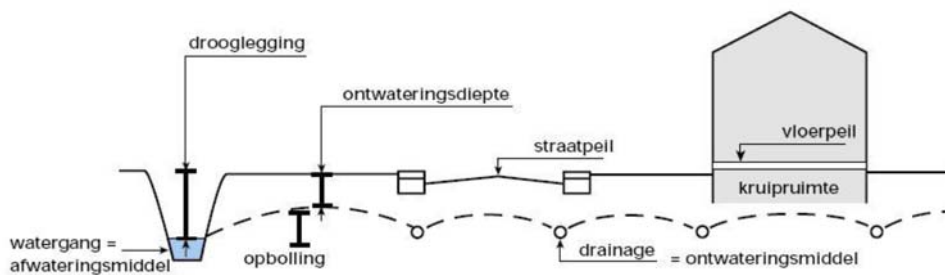 drooglegging
ontwateringsdiepte
straatpeil
vloerpeil
kruipruimte
watergang =
afwateringsmiddel
opbolling
drainage = ontwateringsmiddel